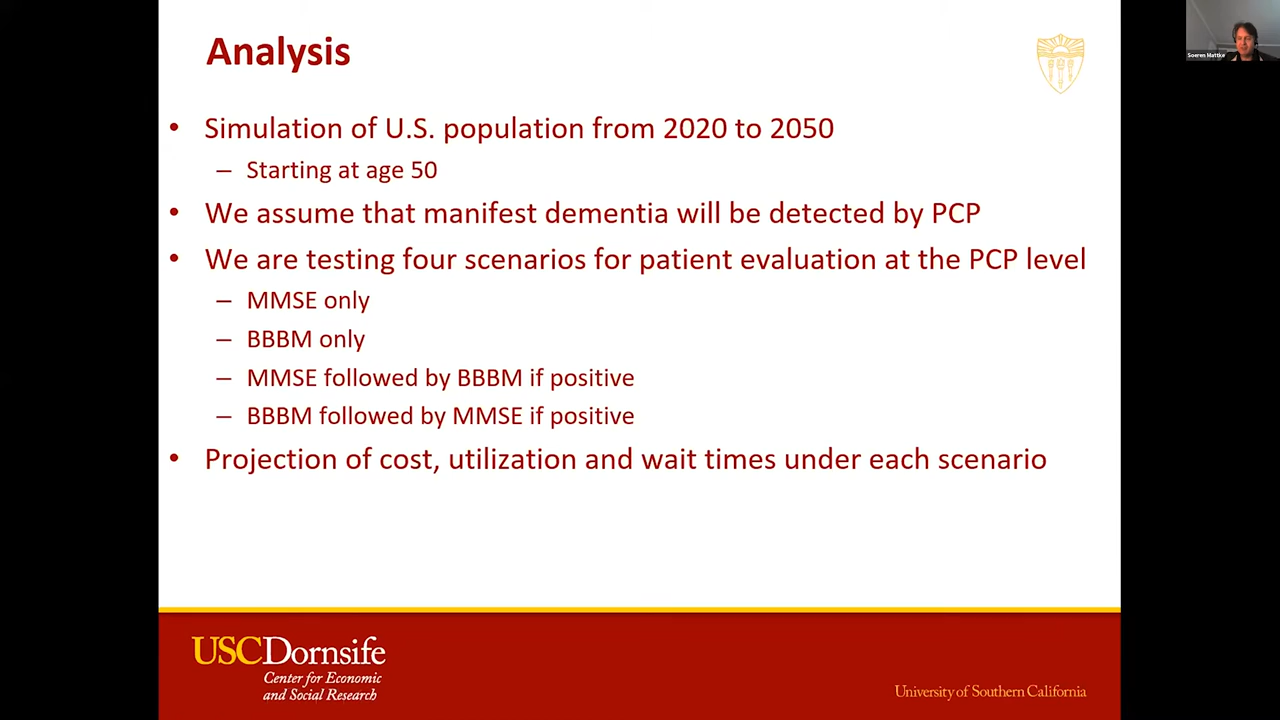 Analysis
• Simulation of U.S. population from 2020 to 2050
– Starting at age 50
• We assume that manifest dementia will be detected by PCP
• We are testing four scenarios for patient evaluation at the PCP level
– MMSE only
– BBBM only
– MMSE followed by BBBM if positive
– BBBM followed by MMSE if positive
• Projection of cost, utilization and wait times under each scenario
USCDornsife
Center for Economic
and Social Research
University of Southern California
Soeren Mattke